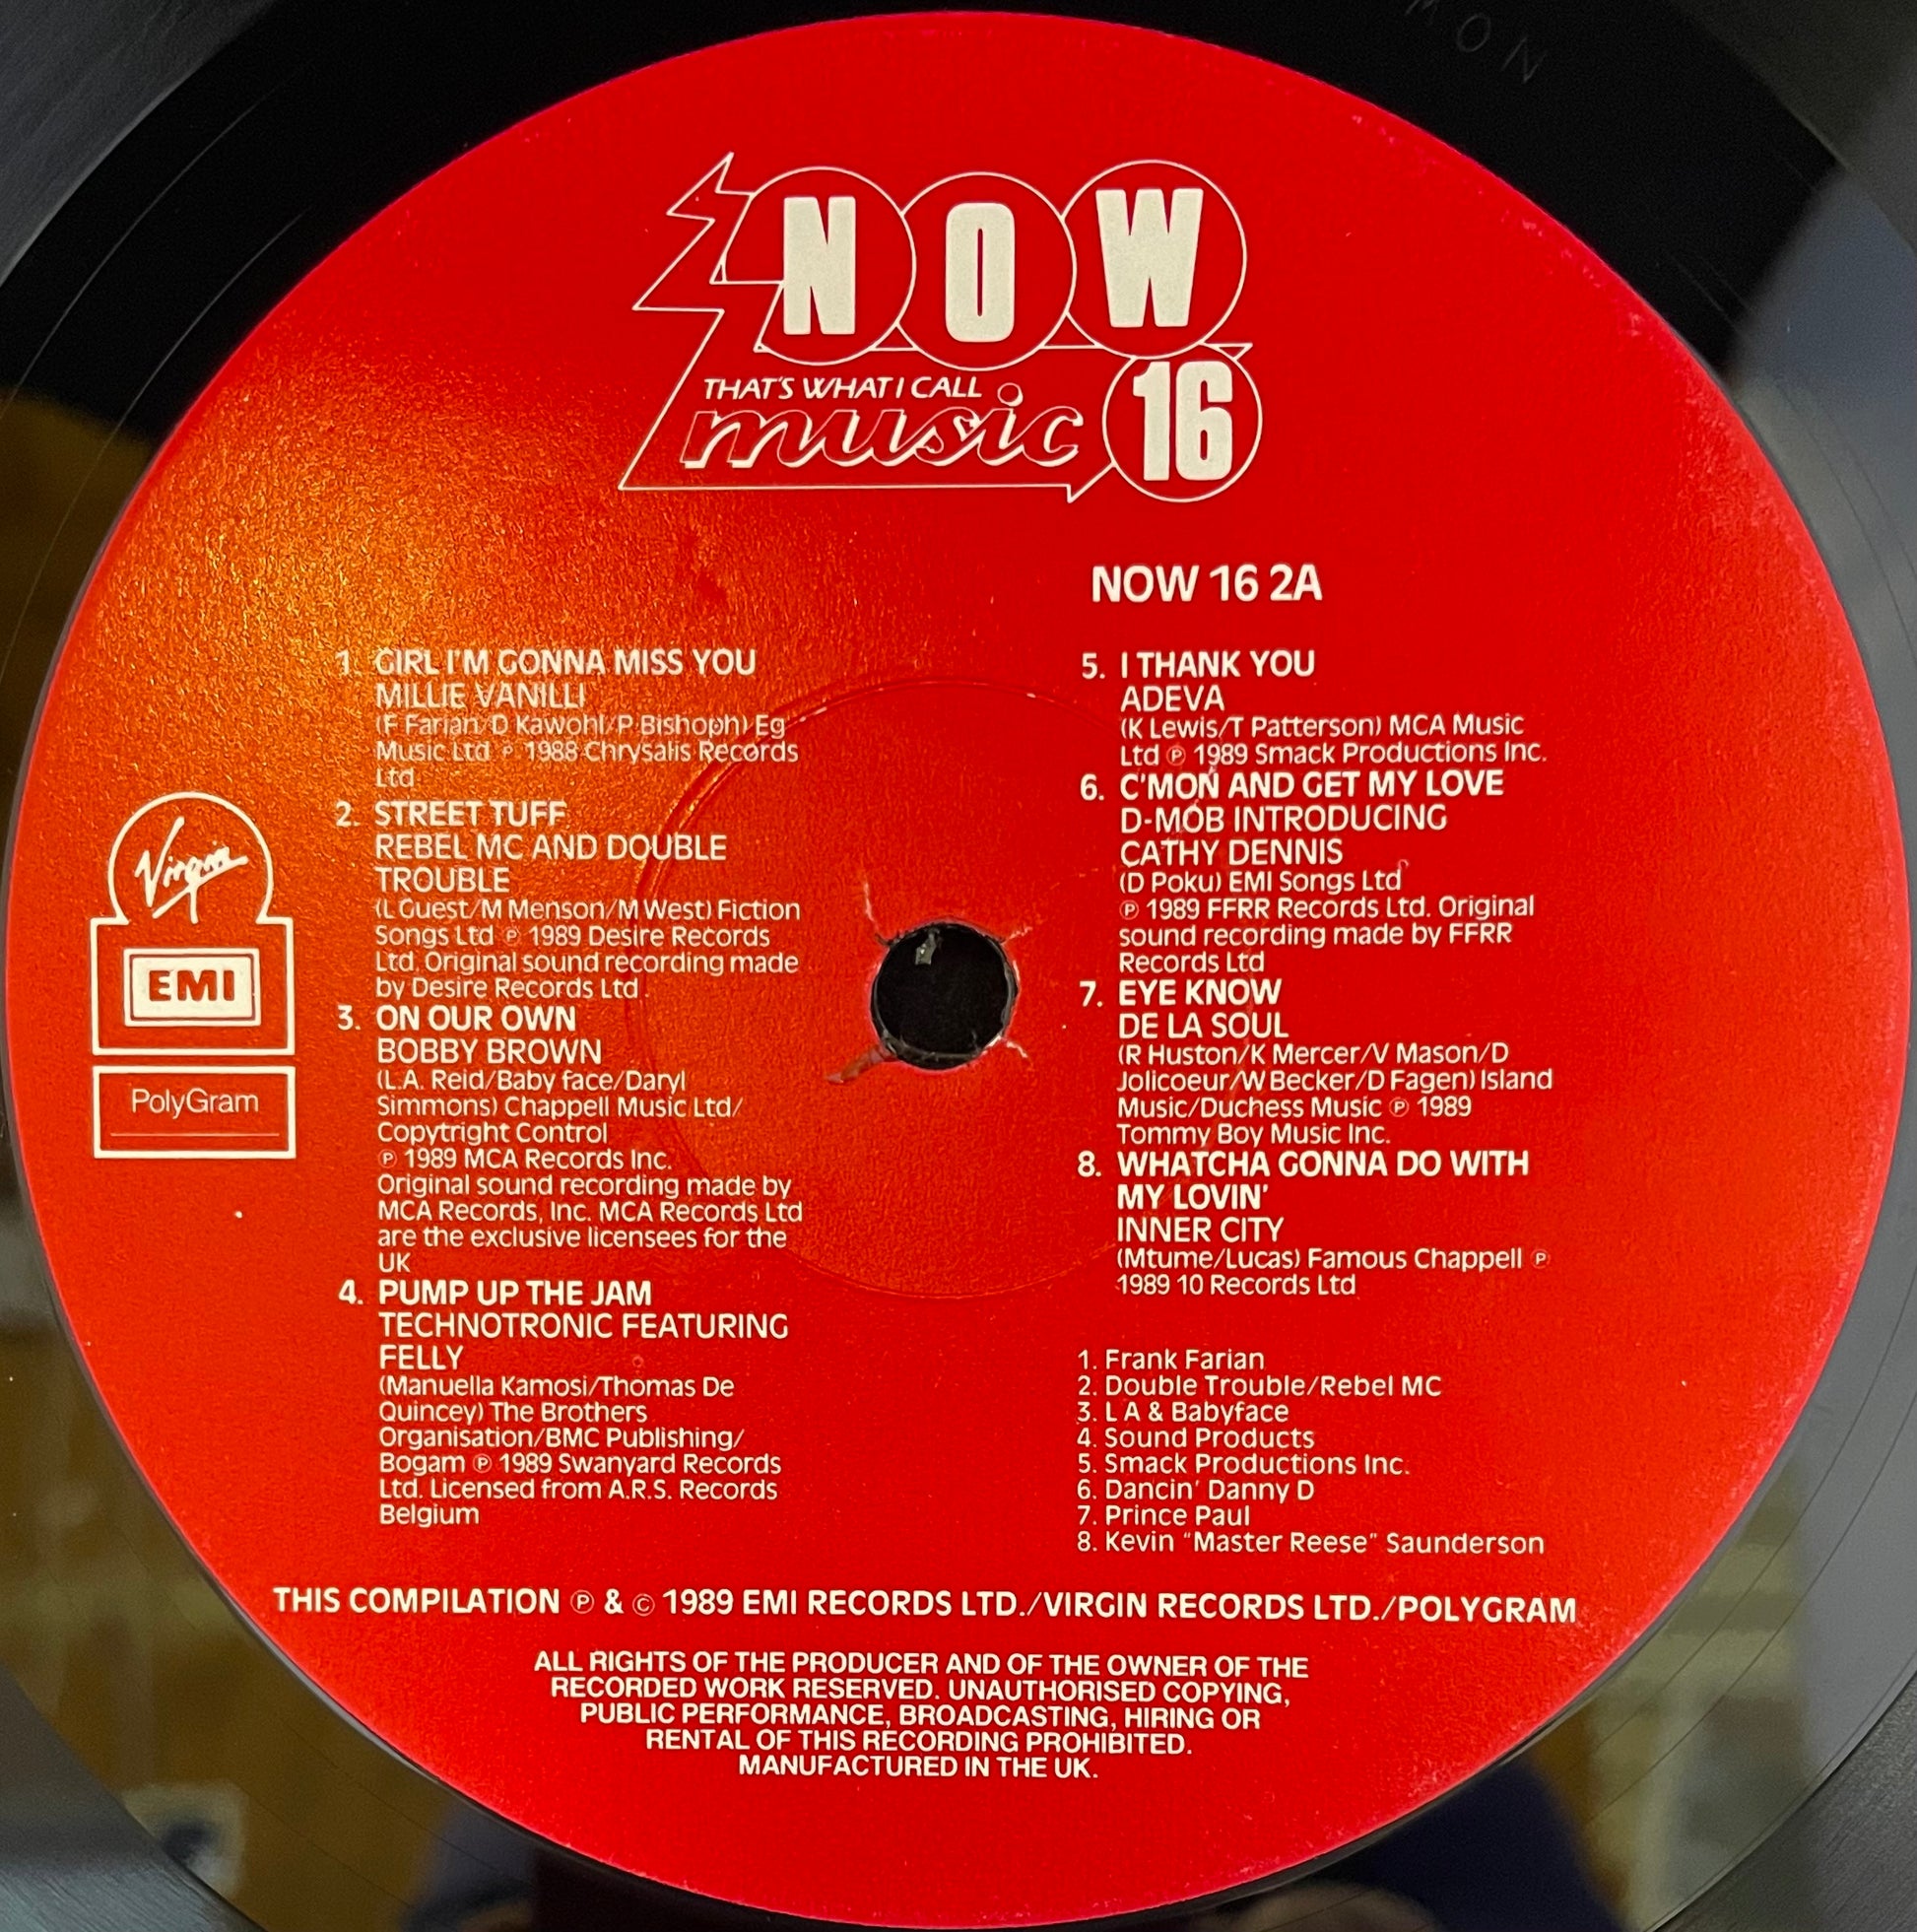 NOW
THAT'S WHAT I CALL
music 16
NOW 16 2A
1. GIRL I'M GONNA MISS YOU
MILLIE VANILLI
(F Farian/D Kawohl/P Bishoph) Eg
Music Ltd ℗ 1988 Chrysalis Records
Ltd
2. STREET TUFF
REBEL MC AND DOUBLE
TROUBLE
(L Guest/M Menson/M West) Fiction
Songs Ltd ℗ 1989 Desire Records
Ltd. Original sound recording made
by Desire Records Ltd.
3. ON OUR OWN
BOBBY BROWN
(L.A. Reid/Baby face/Daryl
Simmons) Chappell Music Ltd/
Copytright Control
℗ 1989 MCA Records Inc.
Original sound recording made by
MCA Records, Inc. MCA Records Ltd
are the exclusive licensees for the
UK
4. PUMP UP THE JAM
TECHNOTRONIC FEATURING
FELLY
(Manuella Kamosi/Thomas De
Quincey) The Brothers
Organisation/BMC Publishing/
Bogam ℗ 1989 Swanyard Records
Ltd. Licensed from A.R.S. Records
Belgium
5. I THANK YOU
ADEVA
(K Lewis/T Patterson) MCA Music
Ltd ℗ 1989 Smack Productions Inc.
6. C'MON AND GET MY LOVE
D-MOB INTRODUCING
CATHY DENNIS
(D Poku) EMI Songs Ltd
℗ 1989 FFRR Records Ltd. Original
sound recording made by FFRR
Records Ltd
7. EYE KNOW
DE LA SOUL
(R Huston/K Mercer/V Mason/D
Jolicoeur/W Becker/D Fagen) Island
Music/Duchess Music ℗ 1989
Tommy Boy Music Inc.
8. WHATCHA GONNA DO WITH
MY LOVIN'
INNER CITY
(Mtume/Lucas) Famous Chappell ℗
1989 10 Records Ltd
1. Frank Farian
2. Double Trouble/Rebel MC
3. L A & Babyface
4. Sound Products
5. Smack Productions Inc.
6. Dancin' Danny D
7. Prince Paul
8. Kevin "Master Reese" Saunderson
Virgin
EMI
PolyGram
THIS COMPILATION ℗ & © 1989 EMI RECORDS LTD./VIRGIN RECORDS LTD./POLYGRAM
ALL RIGHTS OF THE PRODUCER AND OF THE OWNER OF THE
RECORDED WORK RESERVED. UNAUTHORISED COPYING,
PUBLIC PERFORMANCE, BROADCASTING, HIRING OR
RENTAL OF THIS RECORDING PROHIBITED.
MANUFACTURED IN THE UK.